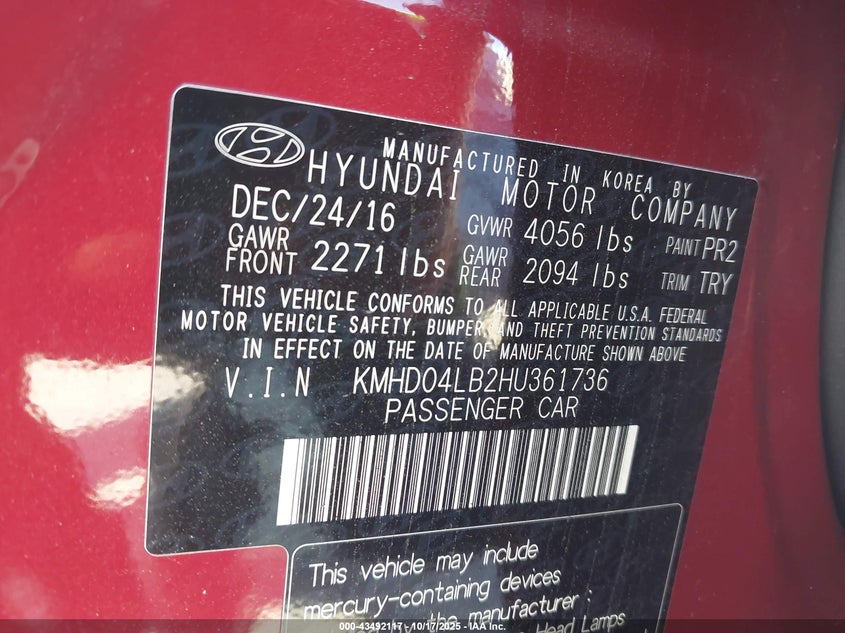 MANUFACTURED IN KOREA BY
HYUNDAI MOTOR COMPANY
DEC/24/16 GVWR 4056 lbs PAINT PR2
GAWR FRONT 2271 lbs GAWR REAR 2094 lbs TRIM TRY
THIS VEHICLE CONFORMS TO ALL APPLICABLE U.S.A. FEDERAL
MOTOR VEHICLE SAFETY, BUMPER, AND THEFT PREVENTION STANDARDS
IN EFFECT ON THE DATE OF MANUFACTURE SHOWN ABOVE
V.I.N KMHD04LB2HU361736
PASSENGER CAR
This vehicle may include
mercury-containing devices
the manufacturer :
Head Lamps
000-43492117 - 10/17/2025 - IAA Inc.